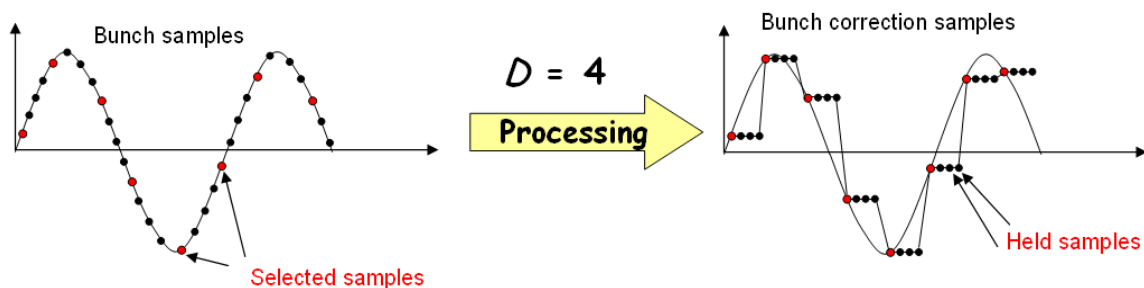 Bunch samples
Selected samples
D = 4
Processing
Bunch correction samples
Held samples